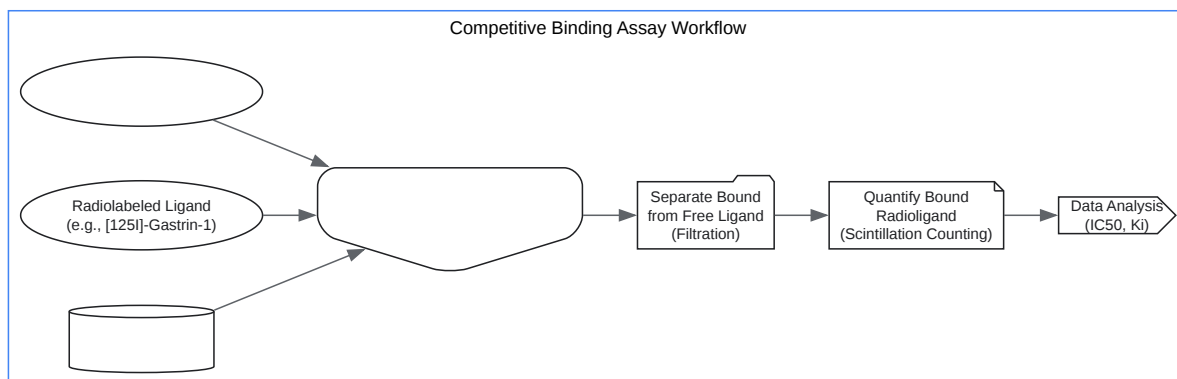 Competitive Binding Assay Workflow
Radiolabeled Ligand
(e.g., [125I]-Gastrin-1)
Separate Bound
from Free Ligand
(Filtration)
Quantify Bound
Radioligand
(Scintillation Counting)
Data Analysis
(IC50, Ki)